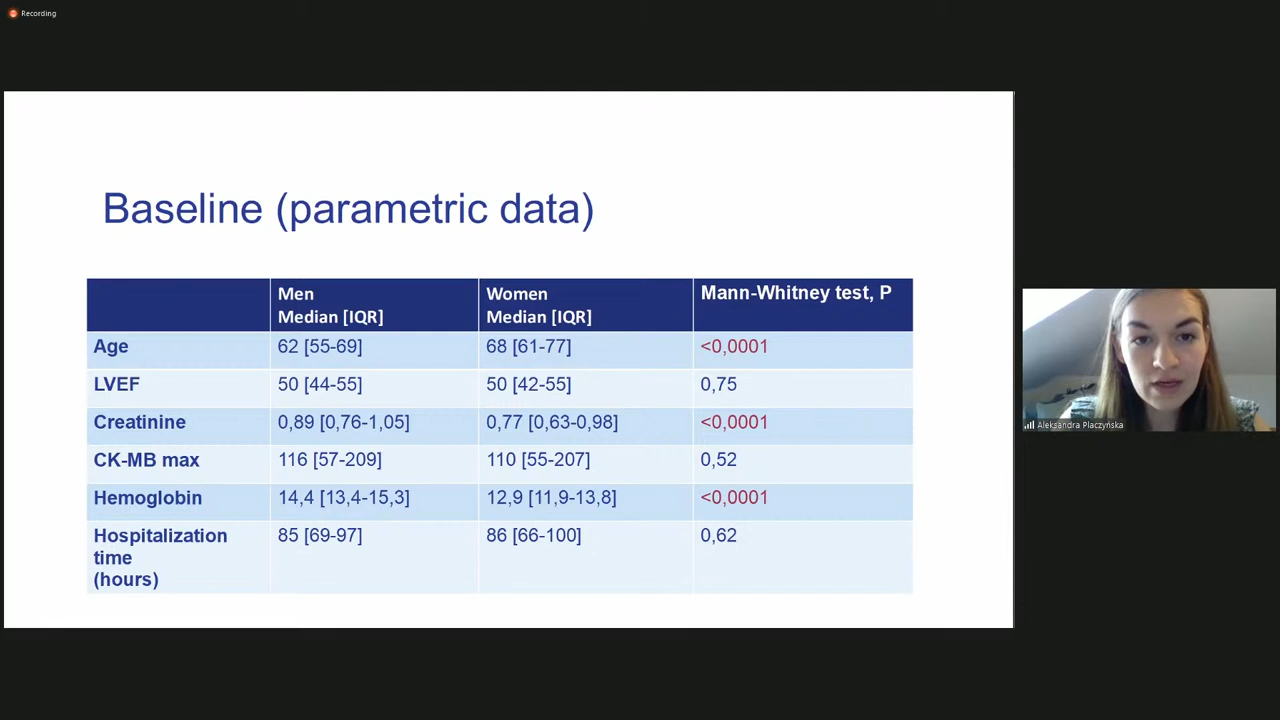 Recording
Baseline (parametric data)
Men
Median [IQR]
Women
Median [IQR]
Mann-Whitney test, P
Age
62 [55-69]
68 [61-77]
<0,0001
LVEF
50 [44-55]
50 [42-55]
0,75
Creatinine
0,89 [0,76-1,05]
0,77 [0,63-0,98]
<0,0001
CK-MB max
116 [57-209]
110 [55-207]
0,52
Hemoglobin
14,4 [13,4-15,3]
12,9 [11,9-13,8]
<0,0001
Hospitalization
time
(hours)
85 [69-97]
86 [66-100]
0,62
Aleksandra Placzyńska